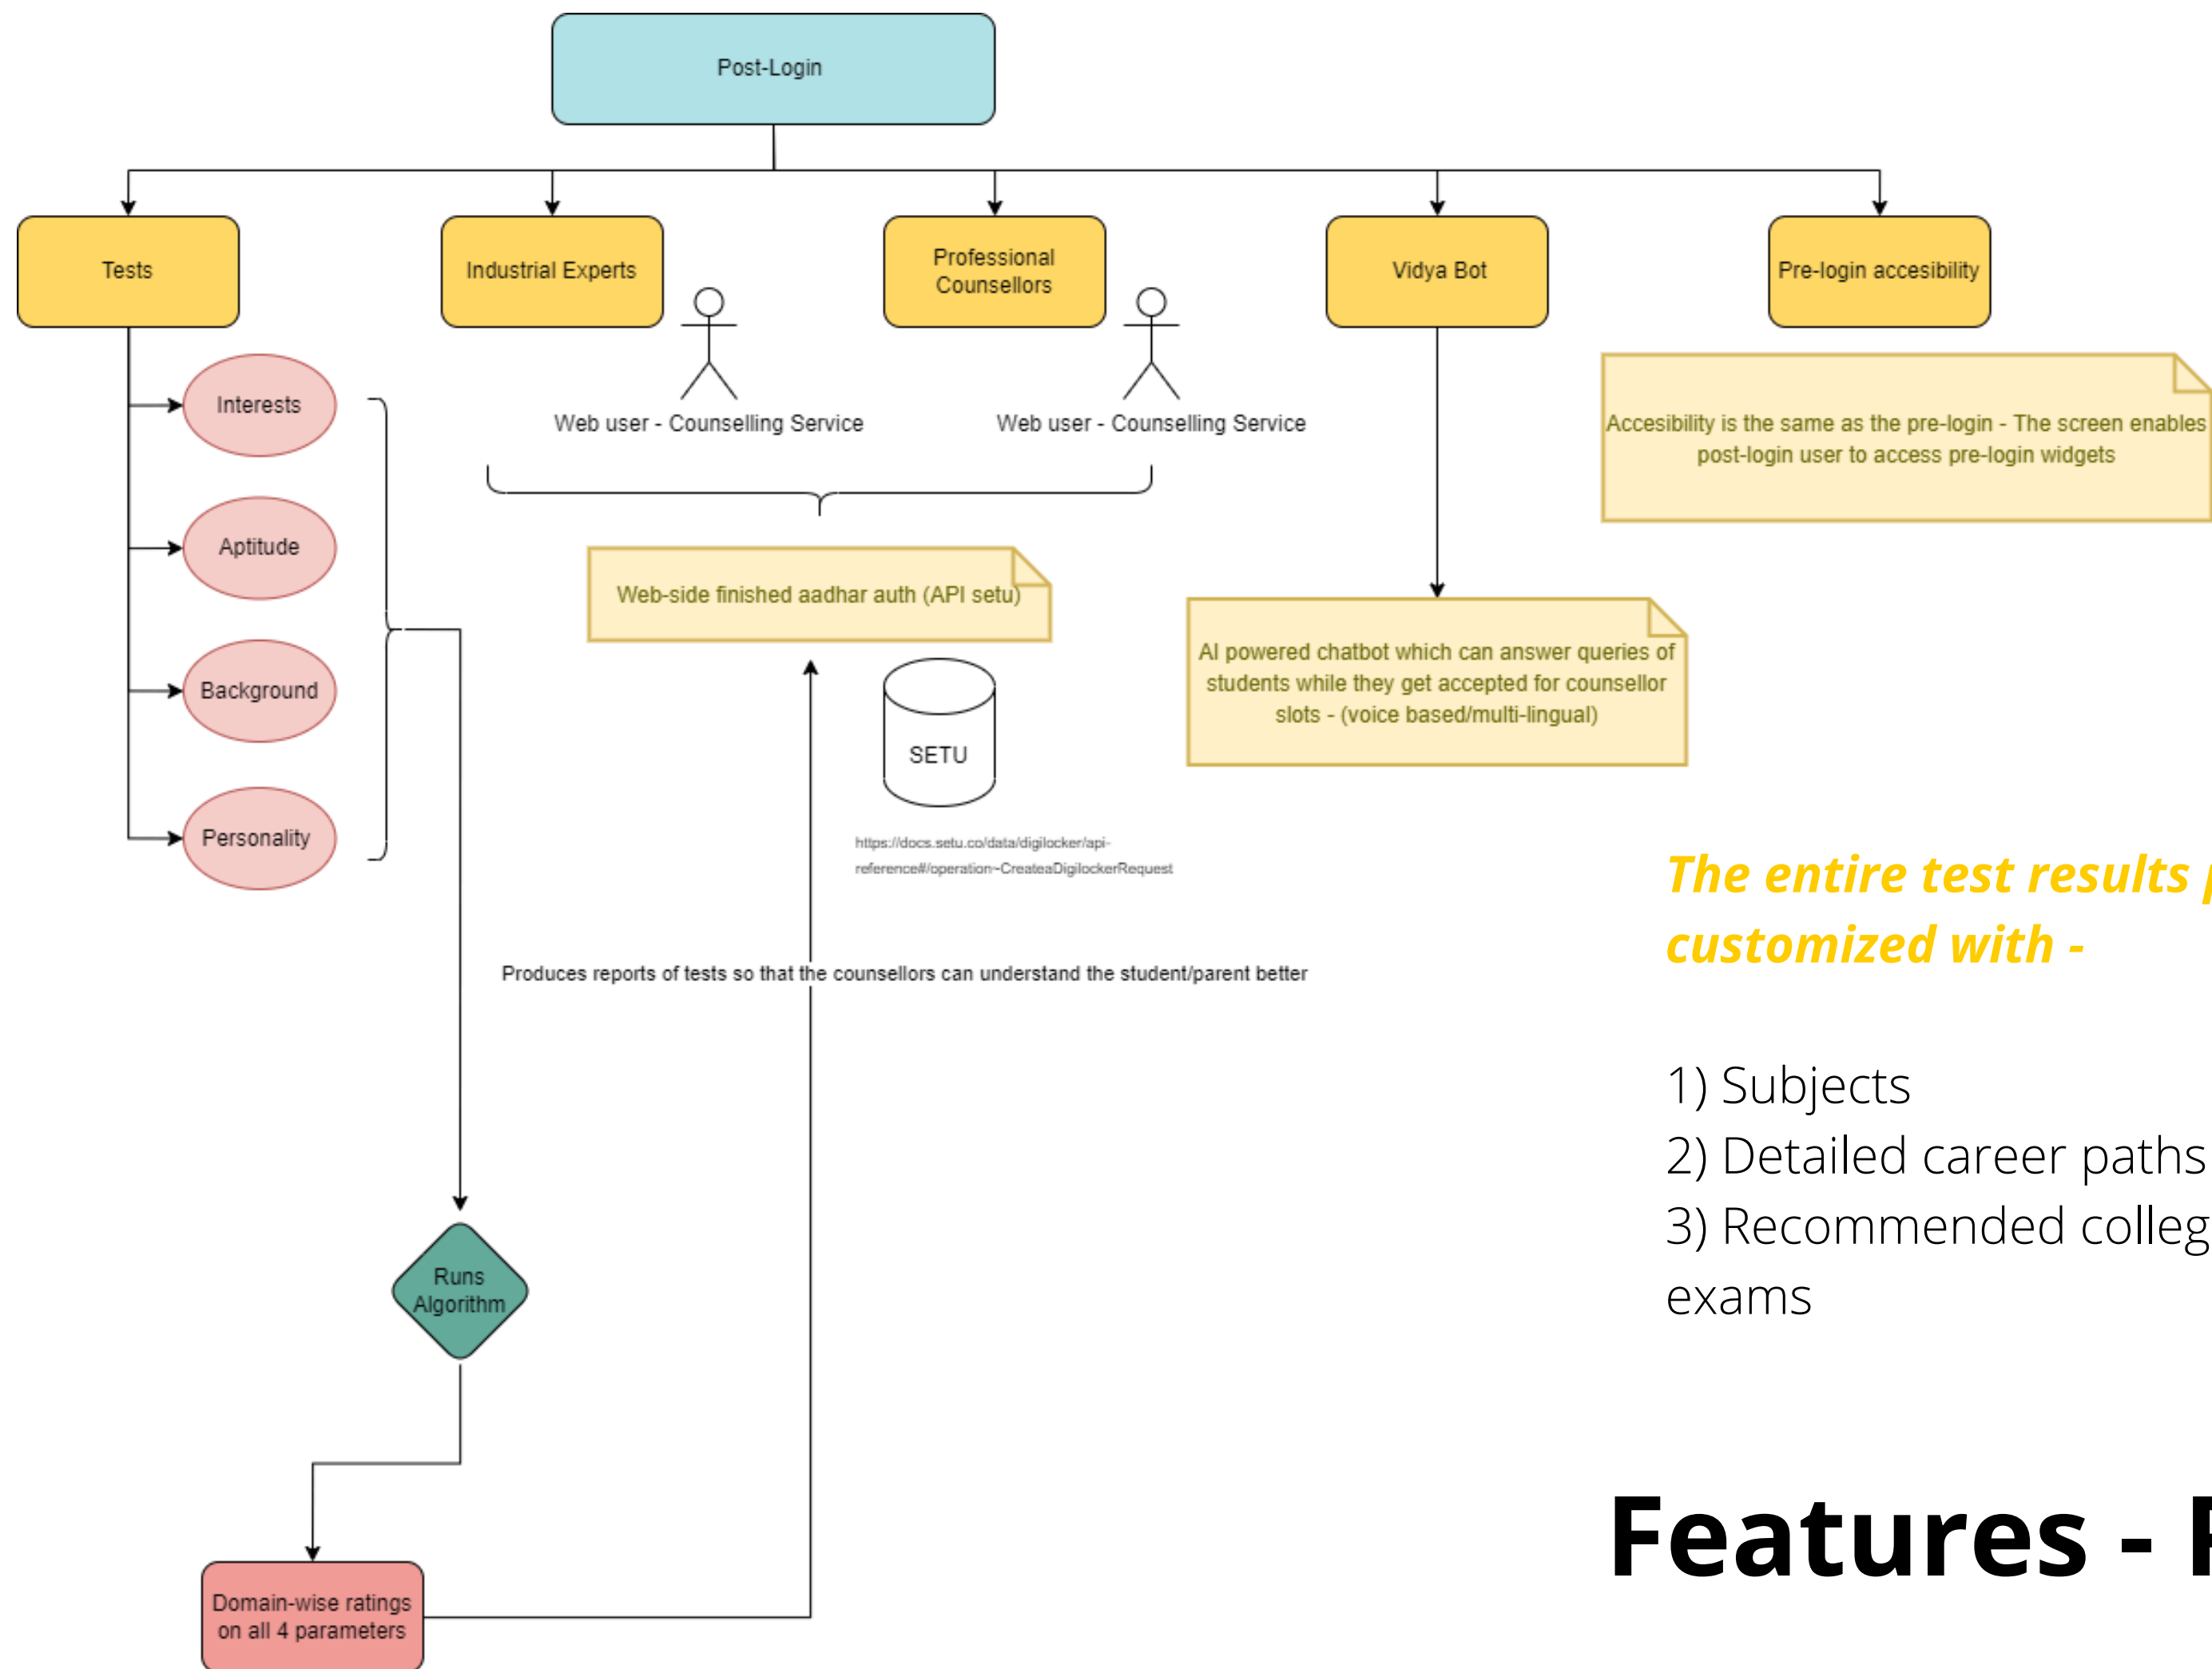 Post-Login
Tests
Industrial Experts
Professional
Counsellors
Vidya Bot
Pre-login accesibility
Interests
Aptitude
Background
Personality
Web user - Counselling Service
Web user - Counselling Service
Accesibility is the same as the pre-login - The screen enables
post-login user to access pre-login widgets
Web-side finished aadhar auth (API setu)
AI powered chatbot which can answer queries of
students while they get accepted for counsellor
slots - (voice based/multi-lingual)
SETU
https://docs.setu.co/data/digilocker/api-
reference#/operation~CreateaDigilockerRequest
Produces reports of tests so that the counsellors can understand the student/parent better
Runs
Algorithm
Domain-wise ratings
on all 4 parameters
The entire test results
customized with -
1) Subjects
2) Detailed career paths
3) Recommended
exams
Features -